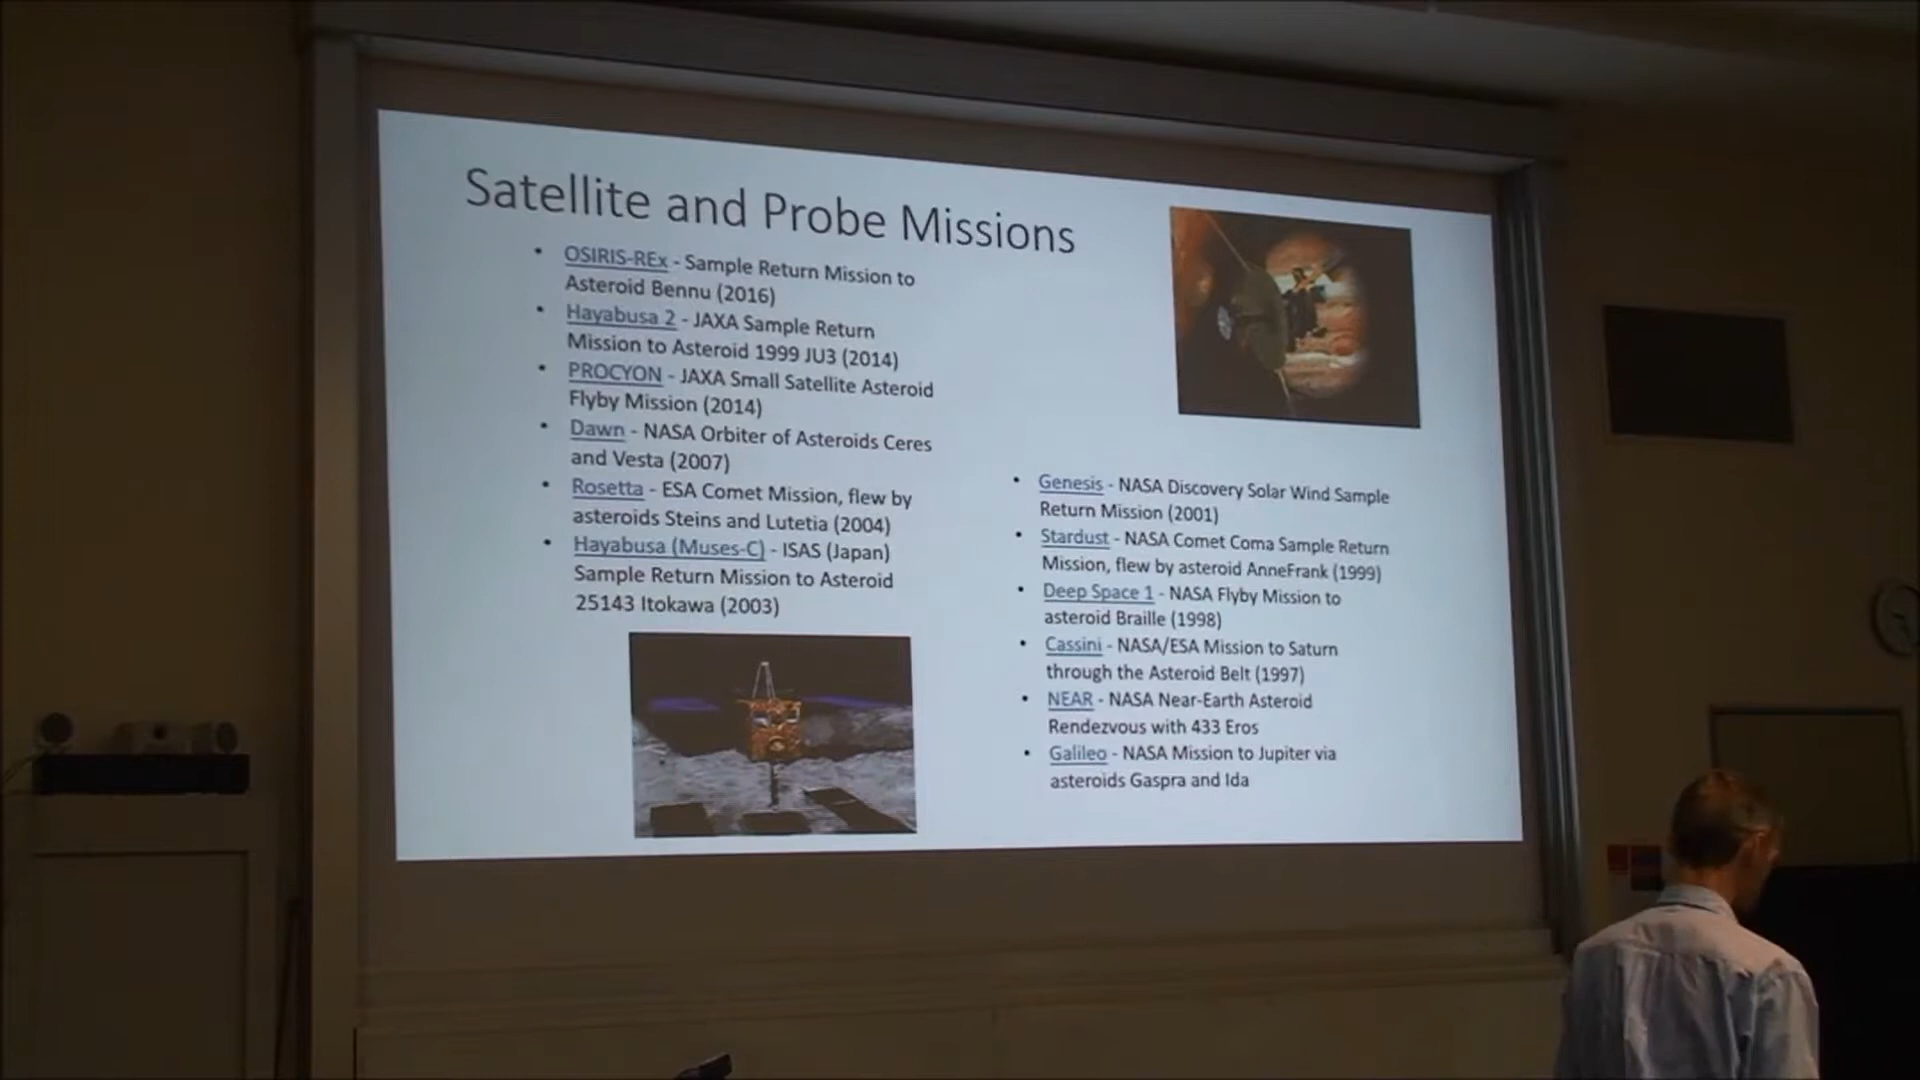 Satellite and Probe Missions
• OSIRIS-REx - Sample Return Mission to
Asteroid Bennu (2016)
• Hayabusa 2 - JAXA Sample Return
Mission to Asteroid 1999 JU3 (2014)
• PROCYON - JAXA Small Satellite Asteroid
Flyby Mission (2014)
• Dawn - NASA Orbiter of Asteroids Ceres
and Vesta (2007)
• Rosetta - ESA Comet Mission, flew by
asteroids Steins and Lutetia (2004)
• Hayabusa (Muses-C) - ISAS (Japan)
Sample Return Mission to Asteroid
25143 Itokawa (2003)
• Genesis - NASA Discovery Solar Wind Sample
Return Mission (2001)
• Stardust - NASA Comet Coma Sample Return
Mission, flew by asteroid AnneFrank (1999)
• Deep Space 1 - NASA Flyby Mission to
asteroid Braille (1998)
• Cassini - NASA/ESA Mission to Saturn
through the Asteroid Belt (1997)
• NEAR - NASA Near-Earth Asteroid
Rendezvous with 433 Eros
• Galileo - NASA Mission to Jupiter via
asteroids Gaspra and Ida